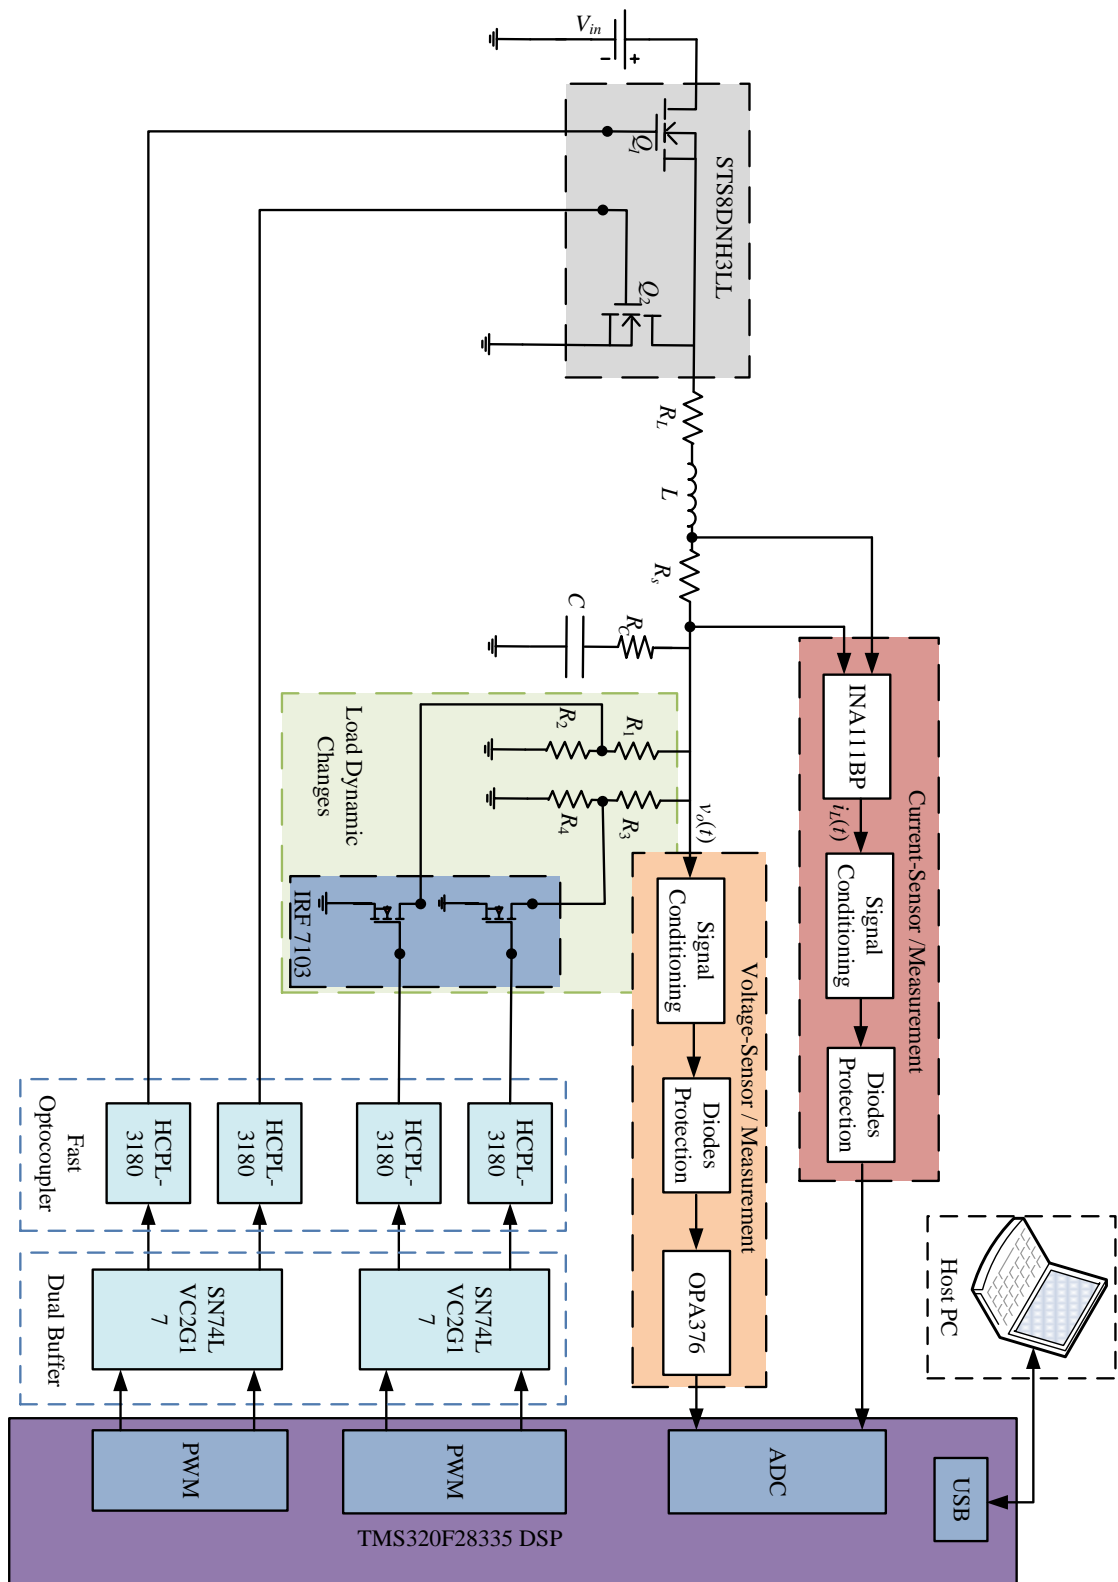 V_in
-
+
Q_1
STS8DNH3LL
Q_2
R_L
L
R_s
C
R_C
INA111BP
i_L(t)
Signal
Conditioning
Diodes
Protection
Current-Sensor /Measurement
v_o(t)
Signal
Conditioning
Diodes
Protection
OPA376
Voltage-Sensor / Measurement
R_1
R_2
R_3
R_4
Load Dynamic
Changes
IRF 7103
HCPL-
3180
HCPL-
3180
HCPL-
3180
HCPL-
3180
Fast
Optocoupler
SN74L
VC2G1
7
SN74L
VC2G1
7
Dual Buffer
Host PC
USB
ADC
PWM
PWM
TMS320F28335 DSP